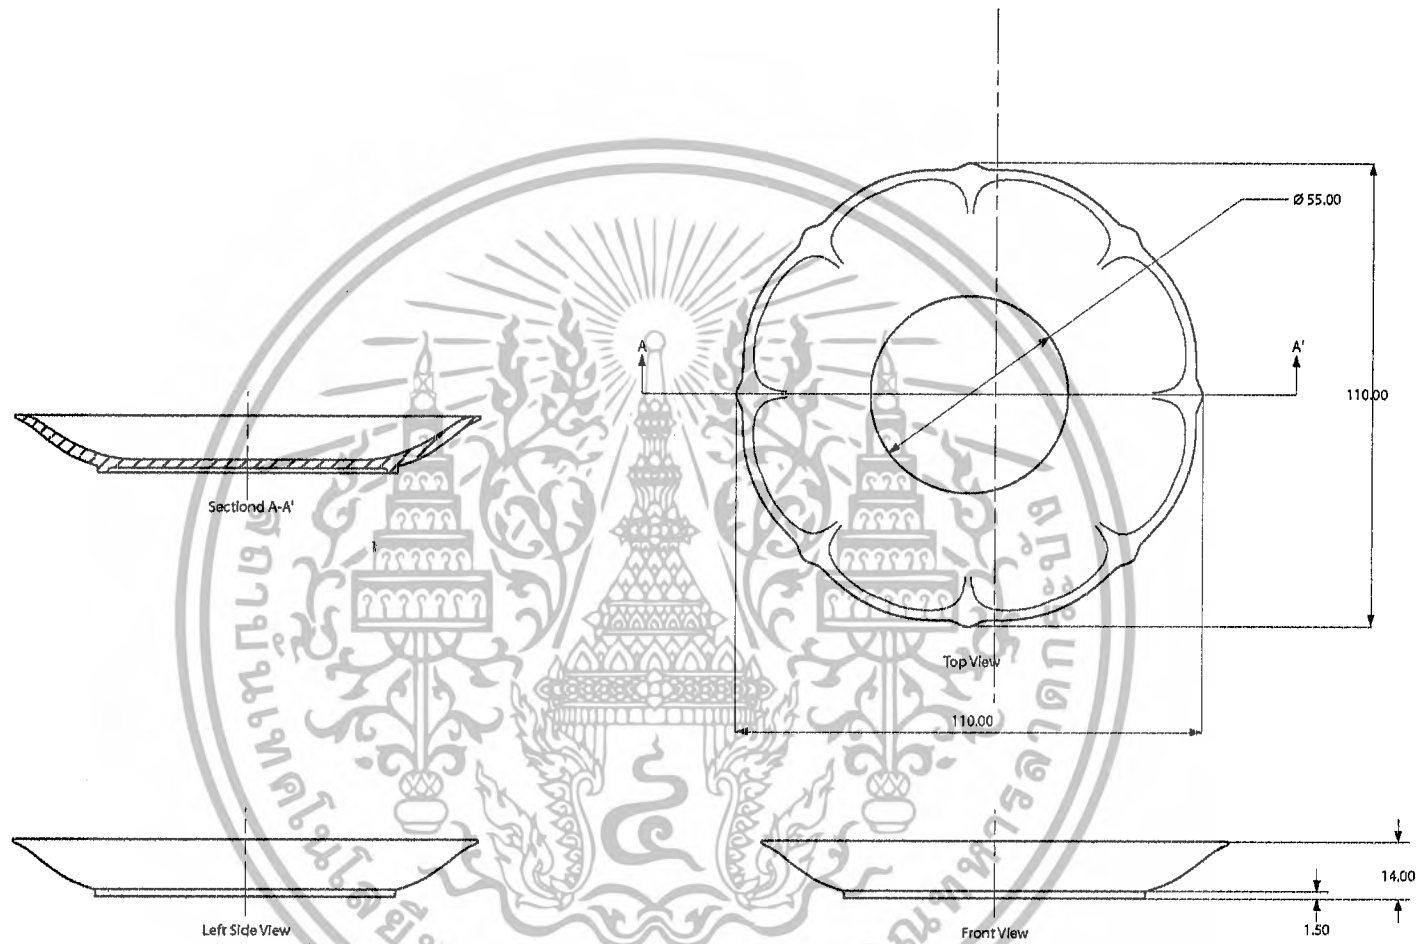 Ø 55.00
A
A'
110.00
Sectiond A-A'
Top View
110.00
14.00
1.50
Left Side View
Front View